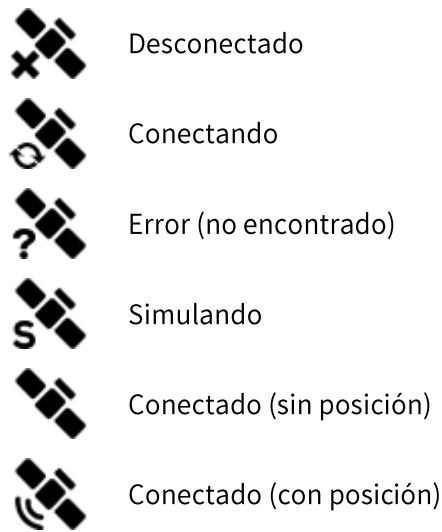 Desconectado
Conectando
? Error (no encontrado)
S Simulando
Conectado (sin posición)
Conectado (con posición)